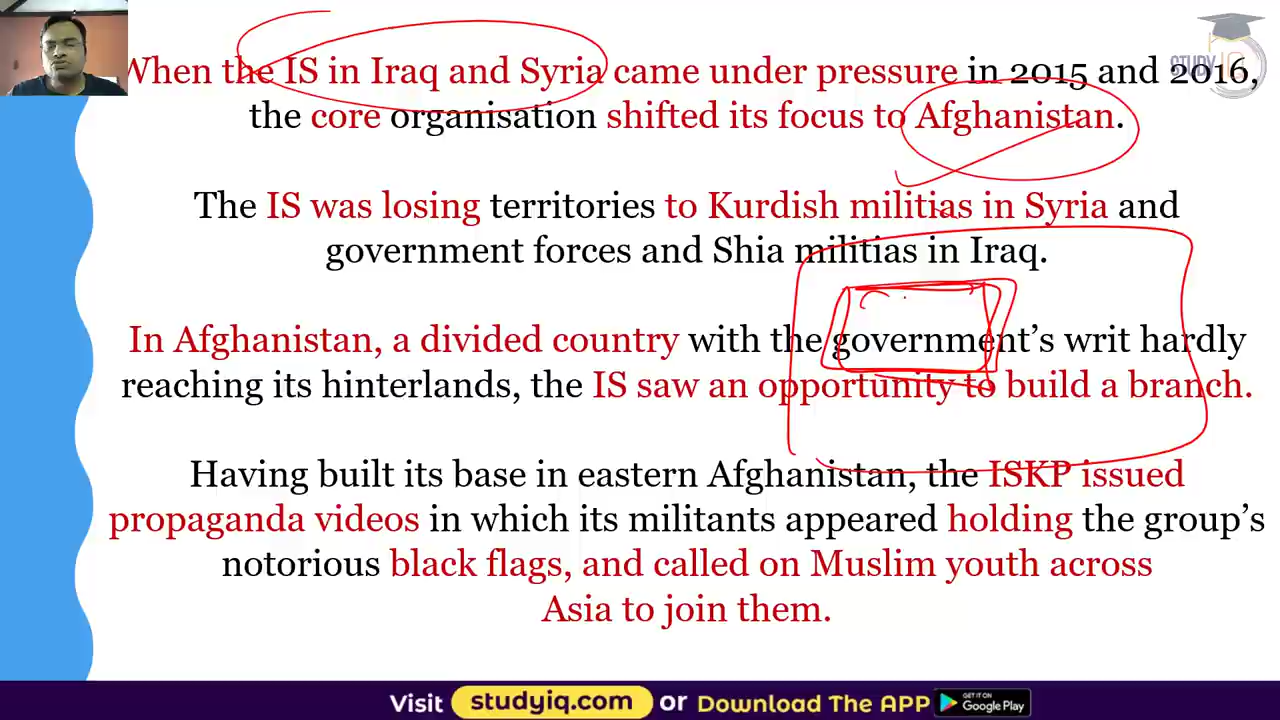 When the IS in Iraq and Syria came under pressure in 2015 and 2016,
the core organisation shifted its focus to Afghanistan.
The IS was losing territories to Kurdish militias in Syria and
government forces and Shia militias in Iraq.
In Afghanistan, a divided country with the government's writ hardly
reaching its hinterlands, the IS saw an opportunity to build a branch.
Having built its base in eastern Afghanistan, the ISKP issued
propaganda videos in which its militants appeared holding the group's
notorious black flags, and called on Muslim youth across
Asia to join them.
STUDY IQ
Visit studyiq.com or Download The APP GET IT ON Google Play